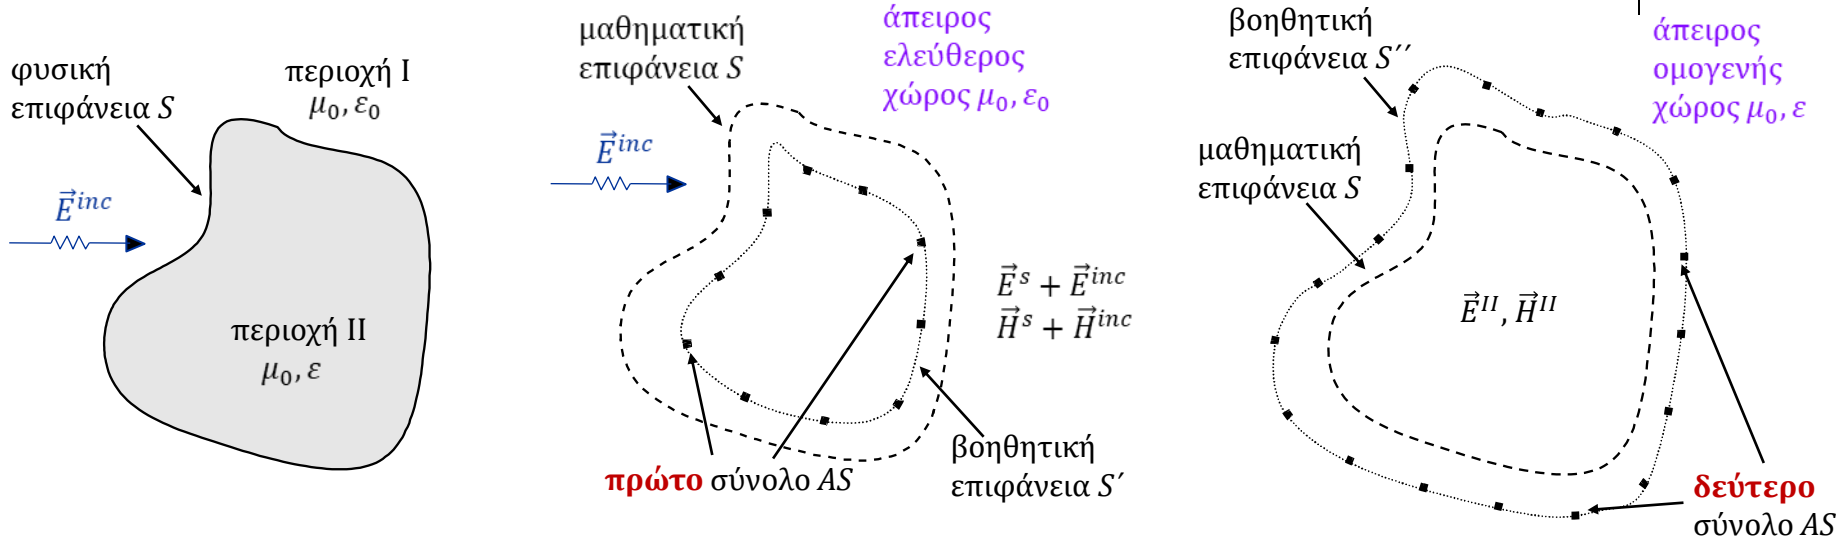 φυσική
επιφάνεια S
περιοχή I
μ₀, ε₀
E⃗^inc
περιοχή II
μ₀, ε
μαθηματική
επιφάνεια S
άπειρος
ελεύθερος
χώρος μ₀, ε₀
E⃗^inc
E⃗^s + E⃗^inc
H⃗^s + H⃗^inc
βοηθητική
επιφάνεια S′
πρώτο σύνολο AS
βοηθητική
επιφάνεια S′′
άπειρος
ομογενής
χώρος μ₀, ε
μαθηματική
επιφάνεια S
E⃗^II, H⃗^II
δεύτερο
σύνολο AS